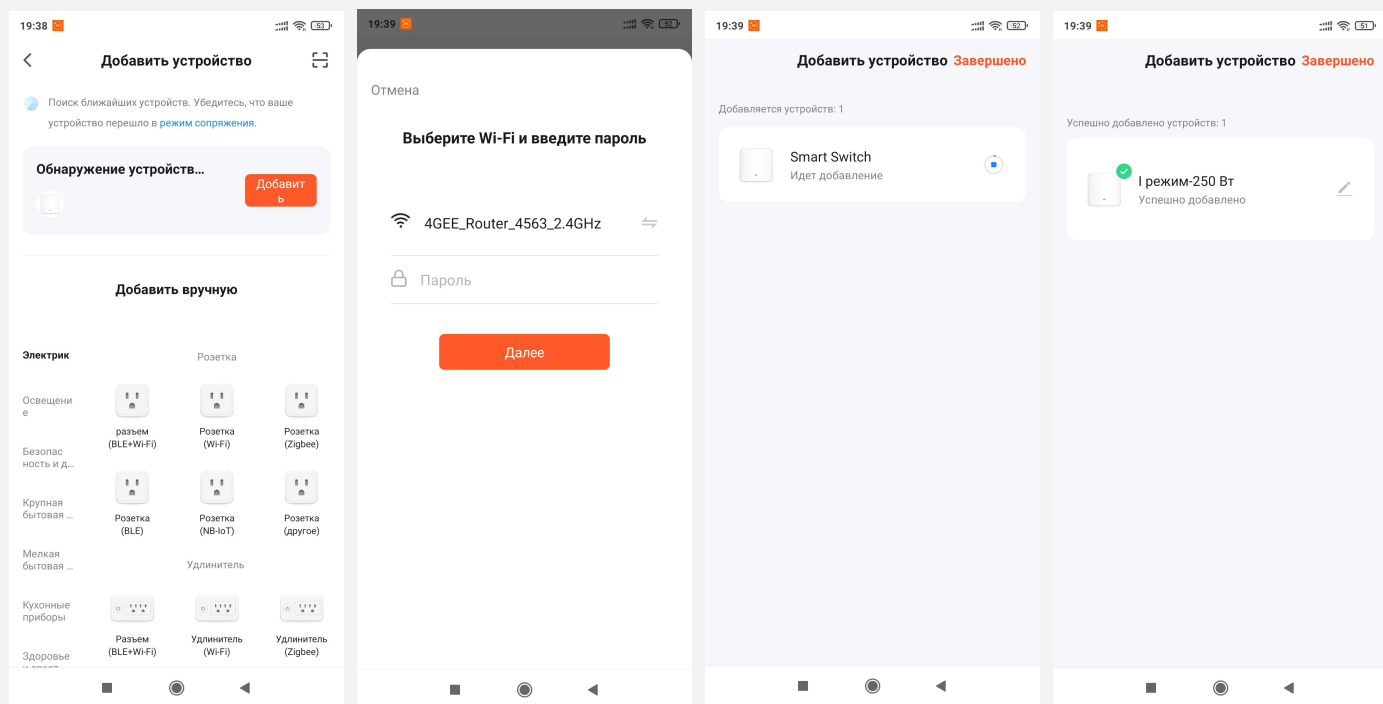 19:38
53
Добавить устройство
Поиск ближайших устройств. Убедитесь, что ваше
устройство перешло в режим сопряжения.
Обнаружение устройств...
Добавит
ь
Добавить вручную
Электрик
Розетка
Освещени
е
разъем
(BLE+Wi-Fi)
Розетка
(Wi-Fi)
Розетка
(Zigbee)
Безопас
ность и д...
Крупная
бытовая ...
Розетка
(BLE)
Розетка
(NB-IoT)
Розетка
(другое)
Мелкая
бытовая ...
Удлинитель
Кухонные
приборы
Разъем
(BLE+Wi-Fi)
Удлинитель
(Wi-Fi)
Удлинитель
(Zigbee)
Здоровье
19:39
52
Отмена
Выберите Wi-Fi и введите пароль
4GEE_Router_4563_2.4GHz
Пароль
Далее
19:39
52
Добавить устройство Завершено
Добавляется устройств: 1
Smart Switch
Идет добавление
19:39
51
Добавить устройство Завершено
Успешно добавлено устройств: 1
I режим-250 Вт
Успешно добавлено